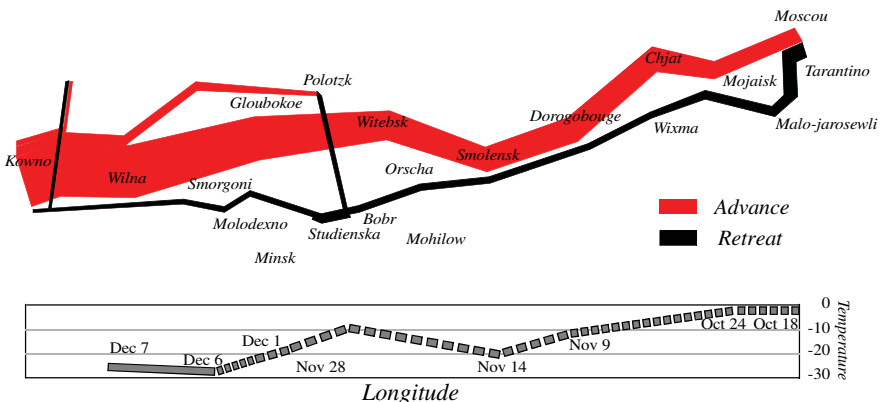 Moscou
Polotzk
Chjat
Tarantino
Gloubokoe
Mojaisk
Witebsk
Dorogobouge
Malo-jarosewli
Wixma
Kowno
Smolensk
Wilna
Orscha
Smorgoni
Molodexno
Bobr
Studienska
Mohilow
Minsk
Advance
Retreat
0
-10
-20
-30
Temperature
Dec 7
Dec 6
Dec 1
Nov 28
Nov 14
Nov 9
Oct 24
Oct 18
Longitude